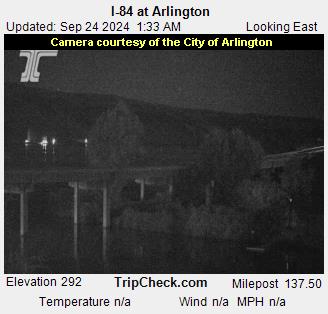 I-84 at Arlington
Updated: Sep 24 2024 1:33 AM Looking East
Camera courtesy of the City of Arlington
Elevation 292 TripCheck.com Milepost 137.50
Temperature n/a Wind n/a MPH n/a